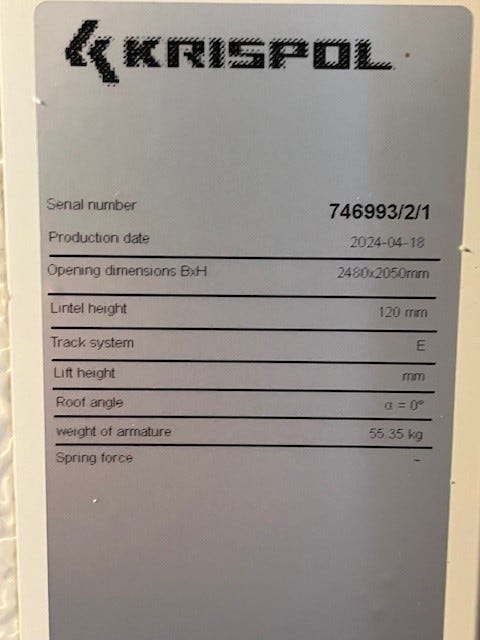 KRISPOL
Serial number 746993/2/1
Production date 2024-04-18
Opening dimensions BxH 2480x2050mm
Lintel height 120 mm
Track system E
Lift height mm
Roof angle α = 0°
weight of armature 55.35 kg
Spring force -